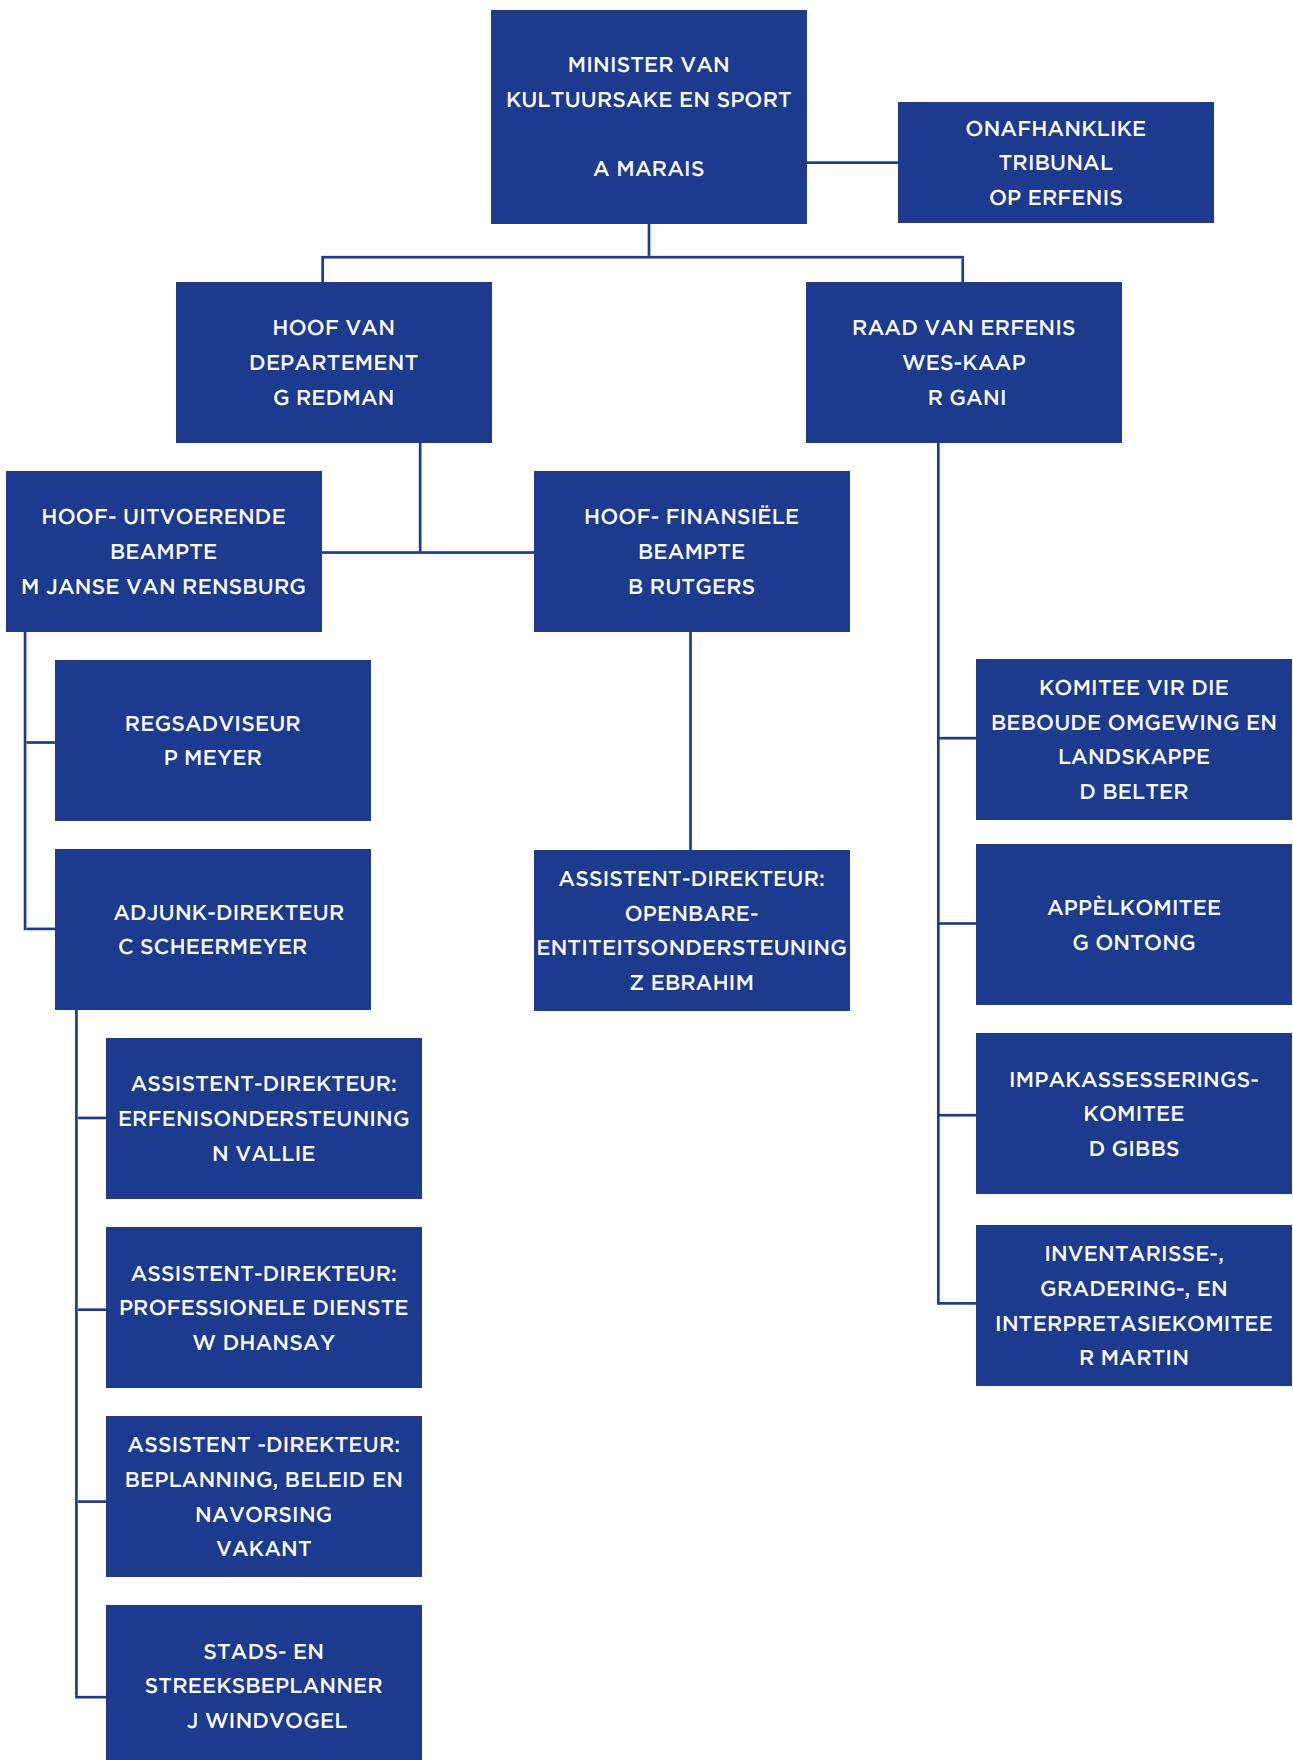 MINISTER VAN
KULTUURSAKE EN SPORT
A MARAIS
ONAFHANKLIKE
TRIBUNAL
OP ERFENIS
HOOF VAN
DEPARTEMENT
G REDMAN
RAAD VAN ERFENIS
WES-KAAP
R GANI
HOOF- UITVOERENDE
BEAMPTE
M JANSE VAN RENSBURG
HOOF- FINANSIËLE
BEAMPTE
B RUTGERS
REGSADVISEUR
P MEYER
ADJUNK-DIREKTEUR
C SCHEERMEYER
ASSISTENT-DIREKTEUR:
OPENBARE-
ENTITEITSONDERSTEUNING
Z EBRAHIM
ASSISTENT-DIREKTEUR:
ERFENISONDERSTEUNING
N VALLIE
ASSISTENT-DIREKTEUR:
PROFESSIONELE DIENSTE
W DHANSAY
ASSISTENT -DIREKTEUR:
BEPLANNING, BELEID EN
NAVORSING
VAKANT
STADS- EN
STREEKSBEPLANNER
J WINDVOGEL
KOMITEE VIR DIE
BEBOUDE OMGEWING EN
LANDSKAPPE
D BELTER
APPÈLKOMITEE
G ONTONG
IMPAKASSESSERINGS-
KOMITEE
D GIBBS
INVENTARISSE-,
GRADERING-, EN
INTERPRETASIEKOMITEE
R MARTIN